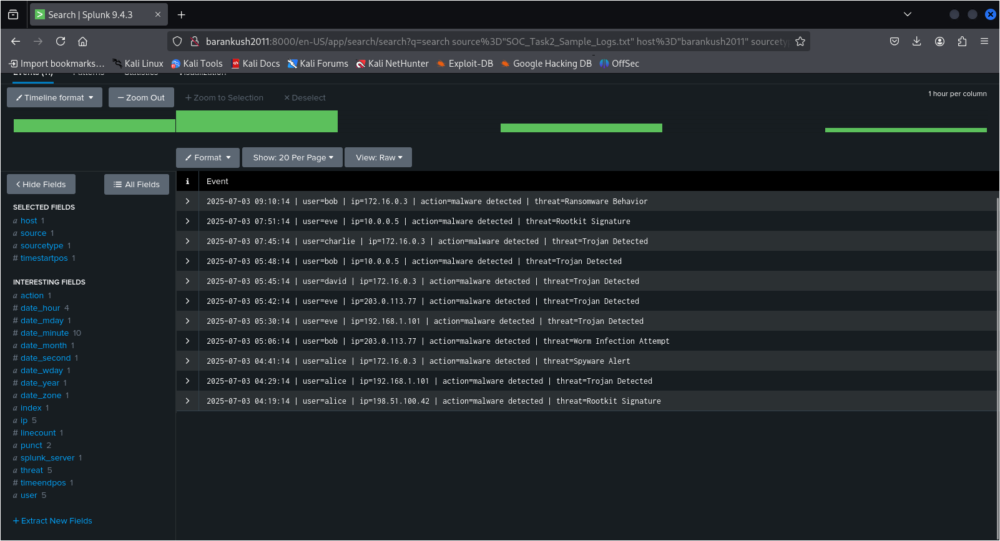 Search | Splunk 9.4.3
barankush2011:8000/en-US/app/search/search?q=search source%3D"SOC_Task2_Sample_Logs.txt" host%3D"barankush2011" sourcety
Import bookmarks… Kali Linux Kali Tools Kali Docs Kali Forums Kali NetHunter Exploit-DB Google Hacking DB OffSec
Events (11) Patterns Statistics Visualization
Timeline format — Zoom Out + Zoom to Selection × Deselect 1 hour per column
Format Show: 20 Per Page View: Raw
< Hide Fields All Fields
i Event
SELECTED FIELDS
a host 1
a source 1
a sourcetype 1
# timestartpos 1
INTERESTING FIELDS
a action 1
# date_hour 4
# date_mday 1
# date_minute 10
a date_month 1
# date_second 1
a date_wday 1
# date_year 1
a date_zone 1
a index 1
a ip 5
# linecount 1
a punct 2
a splunk_server 1
a threat 5
# timeendpos 1
a user 5
+ Extract New Fields
2025-07-03 09:10:14 | user=bob | ip=172.16.0.3 | action=malware detected | threat=Ransomware Behavior
2025-07-03 07:51:14 | user=eve | ip=10.0.0.5 | action=malware detected | threat=Rootkit Signature
2025-07-03 07:45:14 | user=charlie | ip=172.16.0.3 | action=malware detected | threat=Trojan Detected
2025-07-03 05:48:14 | user=bob | ip=10.0.0.5 | action=malware detected | threat=Trojan Detected
2025-07-03 05:45:14 | user=david | ip=172.16.0.3 | action=malware detected | threat=Trojan Detected
2025-07-03 05:42:14 | user=eve | ip=203.0.113.77 | action=malware detected | threat=Trojan Detected
2025-07-03 05:30:14 | user=eve | ip=192.168.1.101 | action=malware detected | threat=Trojan Detected
2025-07-03 05:06:14 | user=bob | ip=203.0.113.77 | action=malware detected | threat=Worm Infection Attempt
2025-07-03 04:41:14 | user=alice | ip=172.16.0.3 | action=malware detected | threat=Spyware Alert
2025-07-03 04:29:14 | user=alice | ip=192.168.1.101 | action=malware detected | threat=Trojan Detected
2025-07-03 04:19:14 | user=alice | ip=198.51.100.42 | action=malware detected | threat=Rootkit Signature